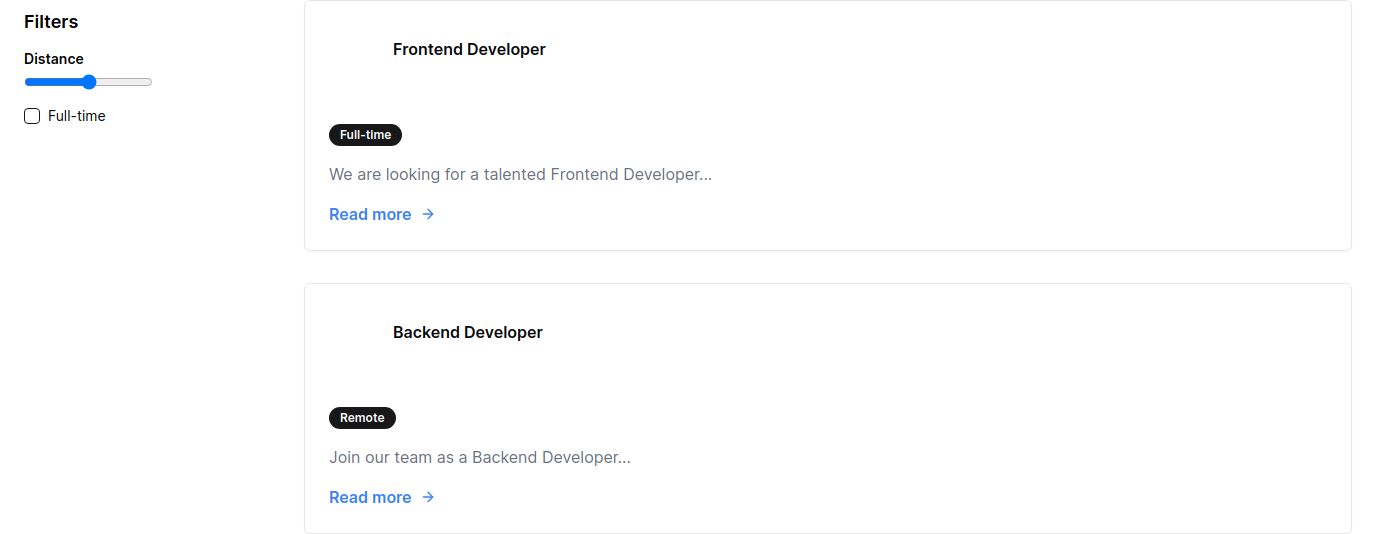 Filters
Distance
Full-time
Frontend Developer
Full-time
We are looking for a talented Frontend Developer...
Read more
Backend Developer
Remote
Join our team as a Backend Developer...
Read more